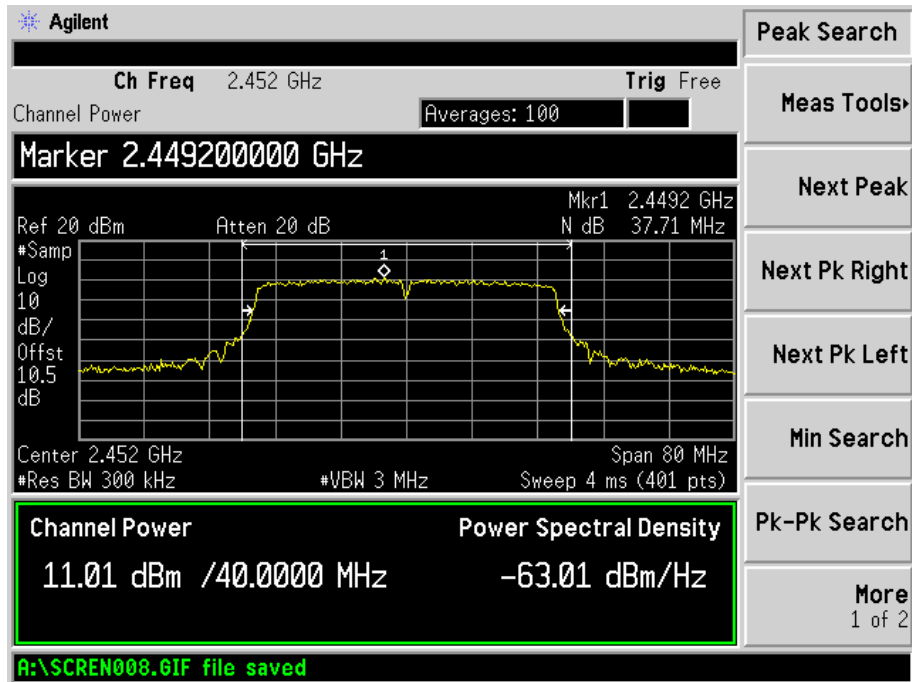 Agilent
Peak Search
Ch Freq 2.452 GHz Trig Free
Channel Power Averages: 100
Meas Tools
Marker 2.449200000 GHz
Next Peak
Mkr1 2.4492 GHz
Ref 20 dBm Atten 20 dB N dB 37.71 MHz
#Samp
Log
10
dB/
Offst
10.5
dB
1
Next Pk Right
Next Pk Left
Min Search
Center 2.452 GHz Span 80 MHz
#Res BW 300 kHz #VBW 3 MHz Sweep 4 ms (401 pts)
Pk-Pk Search
Channel Power Power Spectral Density
11.01 dBm /40.0000 MHz -63.01 dBm/Hz
More
1 of 2
A:\SCREN008.GIF file saved